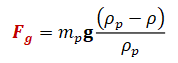 F_g = m_p g (ρ_p − ρ) / ρ_p